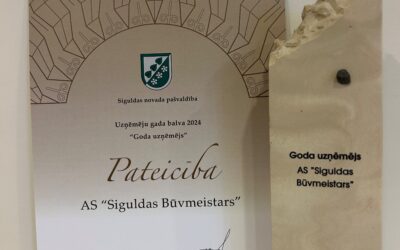 Siguldas novada pašvaldība
Uzņēmēju gada balva 2024
"Goda uzņēmējs"
Pateicība
AS "Siguldas Būvmeistars"
Goda uzņēmējs
AS "Siguldas
Būvmeistars"